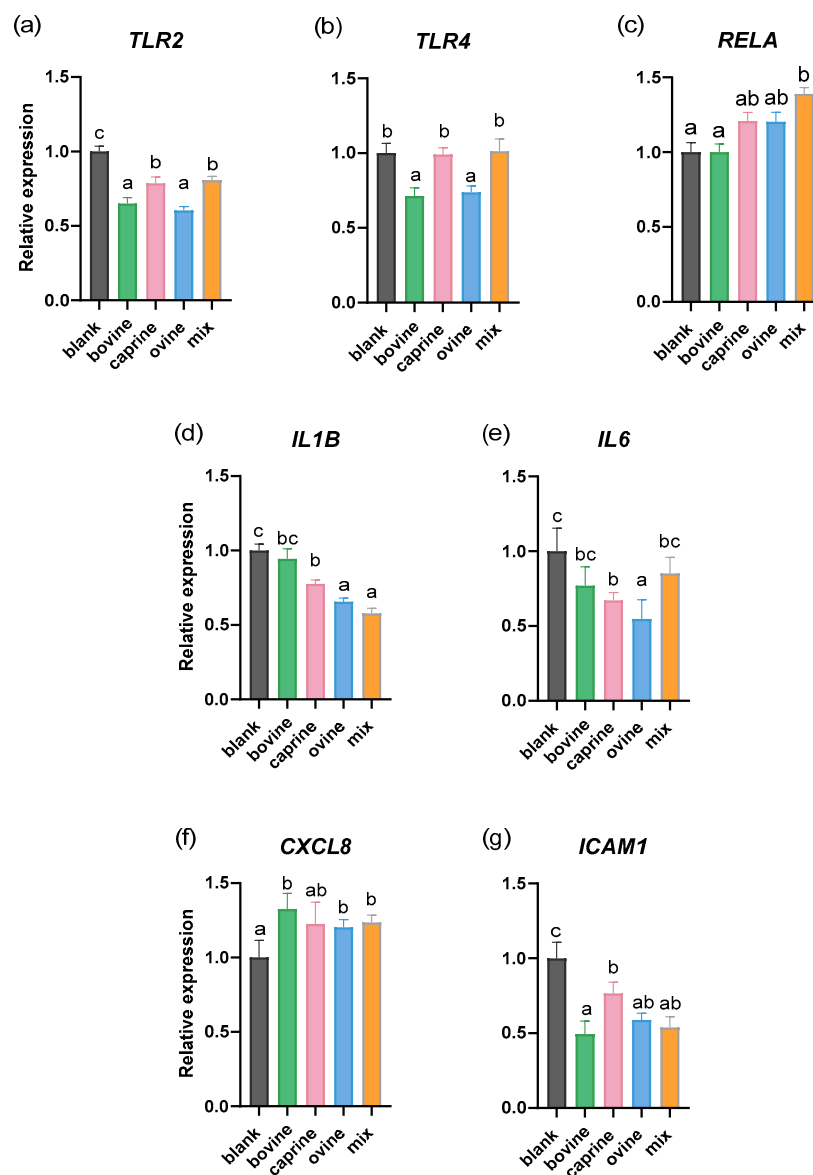 (a)
TLR2
Relative expression
1.5
1.0
0.5
0.0
c
a
b
a
b
blank
bovine
caprine
ovine
mix
(b)
TLR4
1.5
1.0
0.5
0.0
b
a
b
a
b
blank
bovine
caprine
ovine
mix
(c)
RELA
1.5
1.0
0.5
0.0
a
a
ab
ab
b
blank
bovine
caprine
ovine
mix
(d)
IL1B
Relative expression
1.5
1.0
0.5
0.0
c
bc
b
a
a
blank
bovine
caprine
ovine
mix
(e)
IL6
1.5
1.0
0.5
0.0
c
bc
b
a
bc
blank
bovine
caprine
ovine
mix
(f)
CXCL8
Relative expression
1.5
1.0
0.5
0.0
a
b
ab
b
b
blank
bovine
caprine
ovine
mix
(g)
ICAM1
1.5
1.0
0.5
0.0
c
a
b
ab
ab
blank
bovine
caprine
ovine
mix